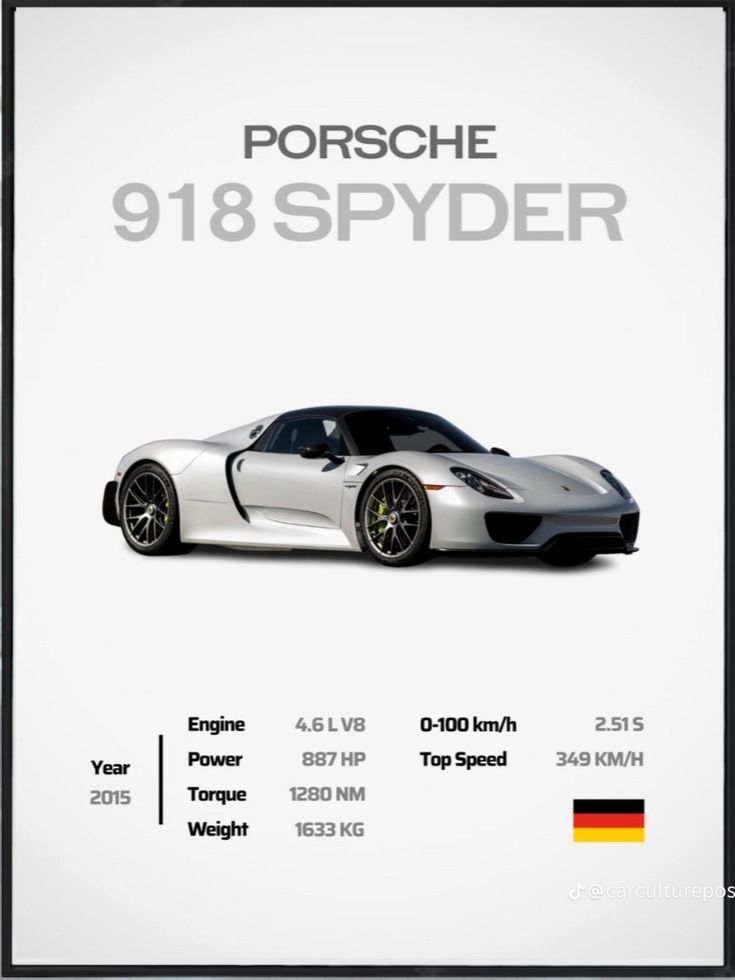 PORSCHE
918 SPYDER
Year
2015
Engine 4.6 L V8
Power 887 HP
Torque 1280 NM
Weight 1633 KG
0-100 km/h 2.51 S
Top Speed 349 KM/H
@carculturepos